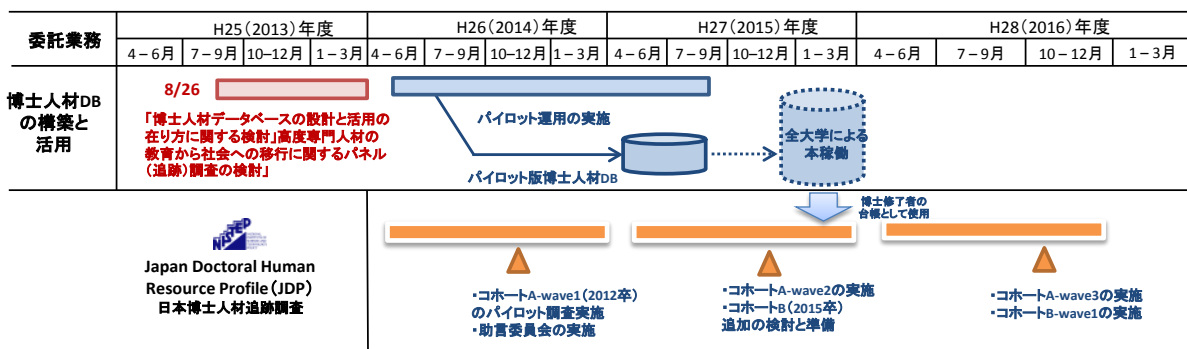 委託業務
H25(2013)年度
H26(2014)年度
H27(2015)年度
H28(2016)年度
4－6月 7－9月 10–12月 1－3月 4－6月 7－9月 10–12月 1－3月 4－6月 7－9月 10–12月 1－3月 4－6月 7－9月 10－12月 1－3月
博士人材DB
の構築と
活用
8/26
「博士人材データベースの設計と活用の
在り方に関する検討」高度専門人材の
教育から社会への移行に関するパネル
（追跡）調査の検討」
パイロット運用の実施
パイロット版博士人材DB
全大学による
本稼働
博士修了者の
台帳として使用
NISTEP
Japan Doctoral Human
Resource Profile（JDP）
日本博士人材追跡調査
・コホートA-wave1（2012卒）
のパイロット調査実施
・助言委員会の実施
・コホートA-wave2の実施
・コホートB（2015卒）
追加の検討と準備
・コホートA-wave3の実施
・コホートB-wave1の実施